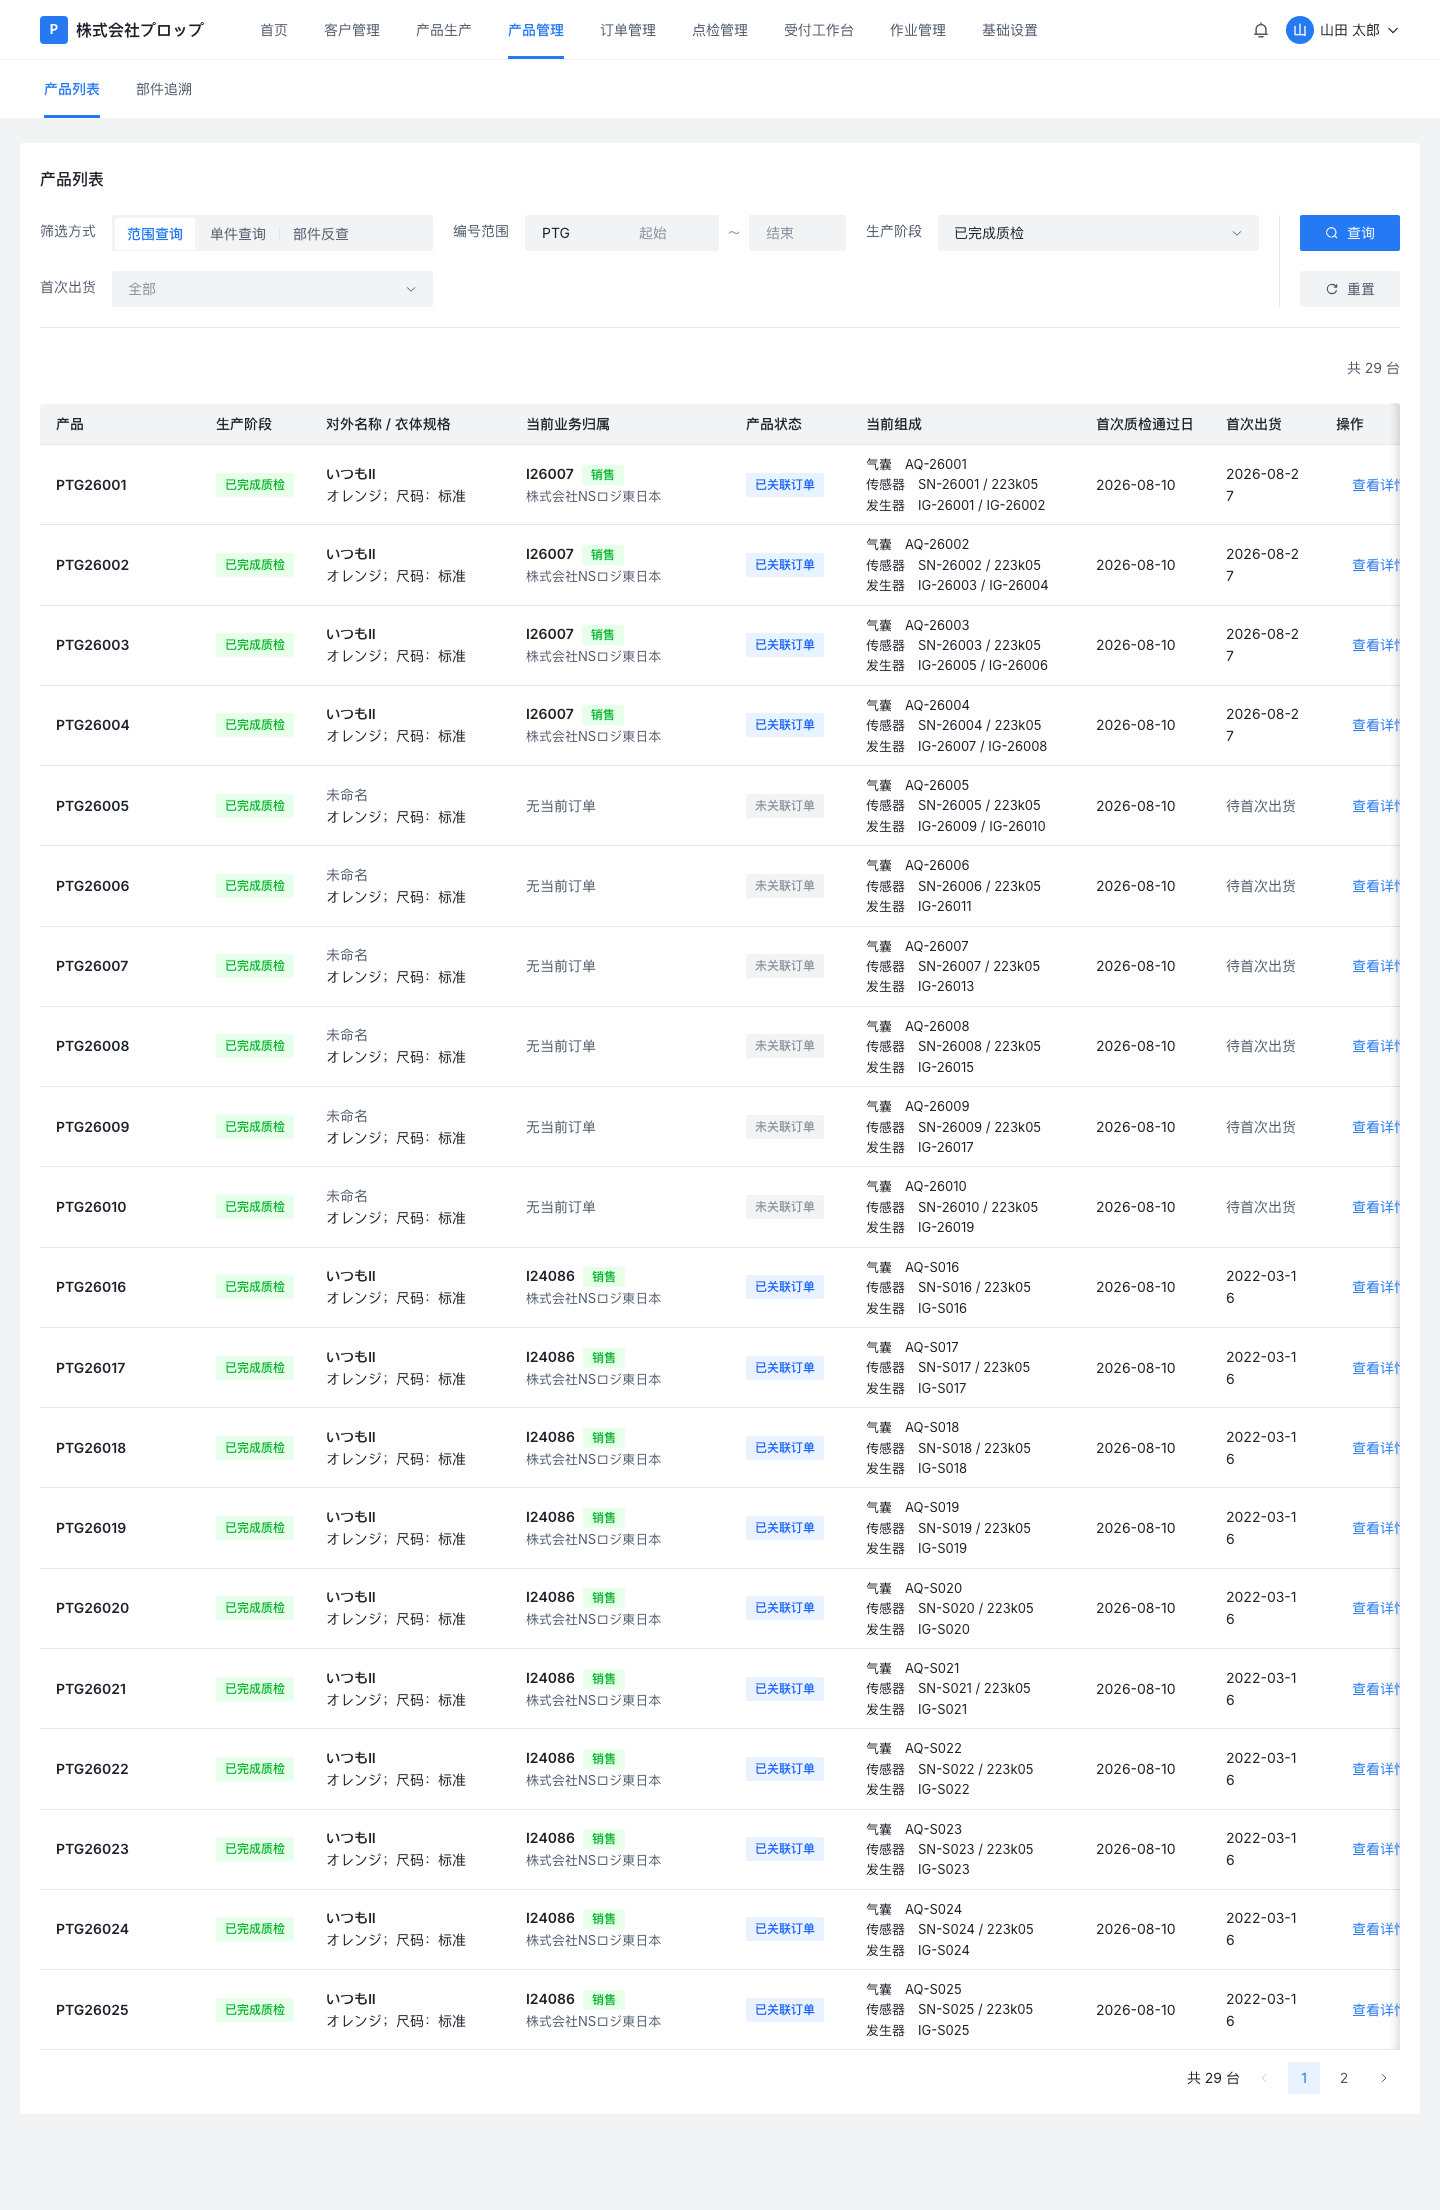 P 株式会社プロップ 首页 客户管理 产品生产 产品管理 订单管理 点检管理 受付工作台 作业管理 基础设置 山 山田 太郎
产品列表 部件追溯
产品列表
筛选方式 范围查询 单件查询 部件反查 编号范围 PTG 起始 ～ 结束 生产阶段 已完成质检 查询
首次出货 全部 重置
共 29 台
产品 生产阶段 对外名称 / 衣体规格 当前业务归属 产品状态 当前组成 首次质检通过日 首次出货 操作
PTG26001 已完成质检 いつもII オレンジ；尺码：标准 I26007 销售 株式会社NSロジ東日本 已关联订单 气囊 AQ-26001 传感器 SN-26001 / 223k05 发生器 IG-26001 / IG-26002 2026-08-10 2026-08-27 查看详
PTG26002 已完成质检 いつもII オレンジ；尺码：标准 I26007 销售 株式会社NSロジ東日本 已关联订单 气囊 AQ-26002 传感器 SN-26002 / 223k05 发生器 IG-26003 / IG-26004 2026-08-10 2026-08-27 查看详
PTG26003 已完成质检 いつもII オレンジ；尺码：标准 I26007 销售 株式会社NSロジ東日本 已关联订单 气囊 AQ-26003 传感器 SN-26003 / 223k05 发生器 IG-26005 / IG-26006 2026-08-10 2026-08-27 查看详
PTG26004 已完成质检 いつもII オレンジ；尺码：标准 I26007 销售 株式会社NSロジ東日本 已关联订单 气囊 AQ-26004 传感器 SN-26004 / 223k05 发生器 IG-26007 / IG-26008 2026-08-10 2026-08-27 查看详
PTG26005 已完成质检 未命名 オレンジ；尺码：标准 无当前订单 未关联订单 气囊 AQ-26005 传感器 SN-26005 / 223k05 发生器 IG-26009 / IG-26010 2026-08-10 待首次出货 查看详
PTG26006 已完成质检 未命名 オレンジ；尺码：标准 无当前订单 未关联订单 气囊 AQ-26006 传感器 SN-26006 / 223k05 发生器 IG-26011 2026-08-10 待首次出货 查看详
PTG26007 已完成质检 未命名 オレンジ；尺码：标准 无当前订单 未关联订单 气囊 AQ-26007 传感器 SN-26007 / 223k05 发生器 IG-26013 2026-08-10 待首次出货 查看详
PTG26008 已完成质检 未命名 オレンジ；尺码：标准 无当前订单 未关联订单 气囊 AQ-26008 传感器 SN-26008 / 223k05 发生器 IG-26015 2026-08-10 待首次出货 查看详
PTG26009 已完成质检 未命名 オレンジ；尺码：标准 无当前订单 未关联订单 气囊 AQ-26009 传感器 SN-26009 / 223k05 发生器 IG-26017 2026-08-10 待首次出货 查看详
PTG26010 已完成质检 未命名 オレンジ；尺码：标准 无当前订单 未关联订单 气囊 AQ-26010 传感器 SN-26010 / 223k05 发生器 IG-26019 2026-08-10 待首次出货 查看详
PTG26016 已完成质检 いつもII オレンジ；尺码：标准 I24086 销售 株式会社NSロジ東日本 已关联订单 气囊 AQ-S016 传感器 SN-S016 / 223k05 发生器 IG-S016 2026-08-10 2022-03-16 查看详
PTG26017 已完成质检 いつもII オレンジ；尺码：标准 I24086 销售 株式会社NSロジ東日本 已关联订单 气囊 AQ-S017 传感器 SN-S017 / 223k05 发生器 IG-S017 2026-08-10 2022-03-16 查看详
PTG26018 已完成质检 いつもII オレンジ；尺码：标准 I24086 销售 株式会社NSロジ東日本 已关联订单 气囊 AQ-S018 传感器 SN-S018 / 223k05 发生器 IG-S018 2026-08-10 2022-03-16 查看详
PTG26019 已完成质检 いつもII オレンジ；尺码：标准 I24086 销售 株式会社NSロジ東日本 已关联订单 气囊 AQ-S019 传感器 SN-S019 / 223k05 发生器 IG-S019 2026-08-10 2022-03-16 查看详
PTG26020 已完成质检 いつもII オレンジ；尺码：标准 I24086 销售 株式会社NSロジ東日本 已关联订单 气囊 AQ-S020 传感器 SN-S020 / 223k05 发生器 IG-S020 2026-08-10 2022-03-16 查看详
PTG26021 已完成质检 いつもII オレンジ；尺码：标准 I24086 销售 株式会社NSロジ東日本 已关联订单 气囊 AQ-S021 传感器 SN-S021 / 223k05 发生器 IG-S021 2026-08-10 2022-03-16 查看详
PTG26022 已完成质检 いつもII オレンジ；尺码：标准 I24086 销售 株式会社NSロジ東日本 已关联订单 气囊 AQ-S022 传感器 SN-S022 / 223k05 发生器 IG-S022 2026-08-10 2022-03-16 查看详
PTG26023 已完成质检 いつもII オレンジ；尺码：标准 I24086 销售 株式会社NSロジ東日本 已关联订单 气囊 AQ-S023 传感器 SN-S023 / 223k05 发生器 IG-S023 2026-08-10 2022-03-16 查看详
PTG26024 已完成质检 いつもII オレンジ；尺码：标准 I24086 销售 株式会社NSロジ東日本 已关联订单 气囊 AQ-S024 传感器 SN-S024 / 223k05 发生器 IG-S024 2026-08-10 2022-03-16 查看详
PTG26025 已完成质检 いつもII オレンジ；尺码：标准 I24086 销售 株式会社NSロジ東日本 已关联订单 气囊 AQ-S025 传感器 SN-S025 / 223k05 发生器 IG-S025 2026-08-10 2022-03-16 查看详
共 29 台 1 2